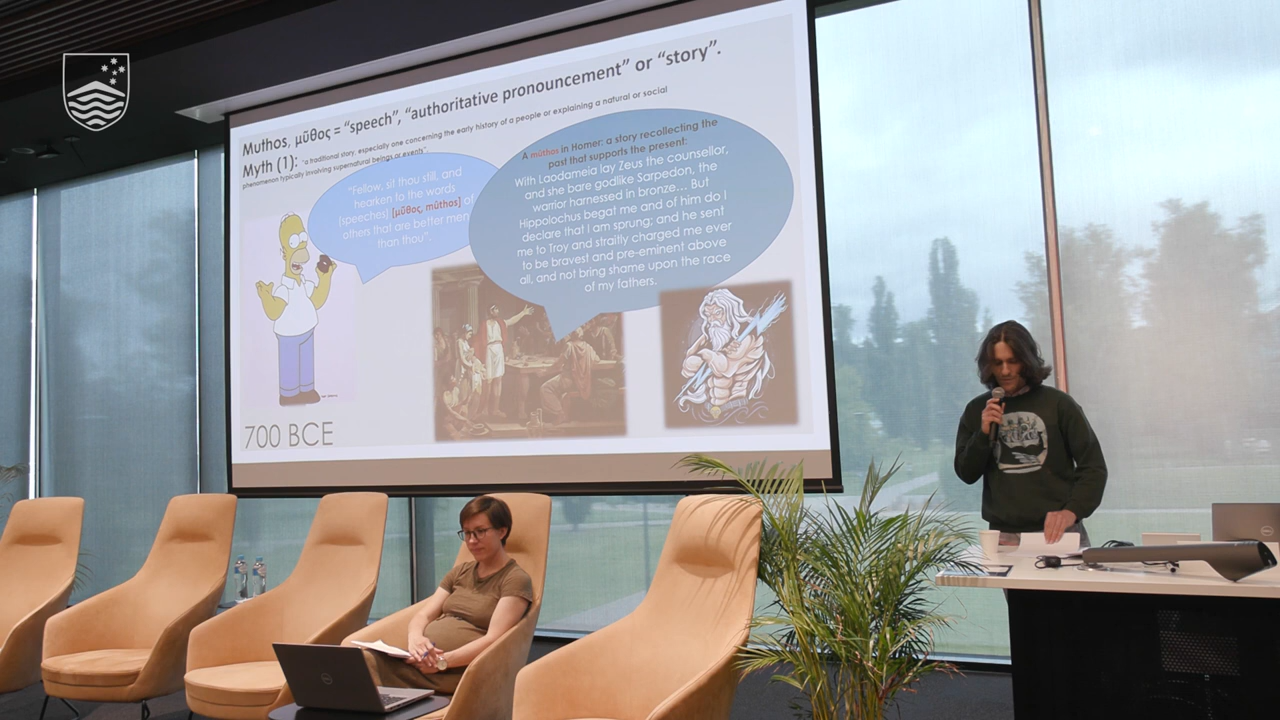 Muthos, μῦθος = “speech”, “authoritative pronouncement” or “story”.
Myth (1): “a traditional story, especially one concerning the early history of a people or explaining a natural or social
phenomenon typically involving supernatural beings or events”.
“Fellow, sit thou still, and
hearken to the words
[speeches] [μῦθος, mûthos] of
others that are better men
than thou”.
A mûthos in Homer: a story recollecting the
past that supports the present:
With Laodameia lay Zeus the counsellor,
and she bare godlike Sarpedon, the
warrior harnessed in bronze… But
Hippolochus begat me and of him do I
declare that I am sprung; and he sent
me to Troy and straitly charged me ever
to be bravest and pre-eminent above
all, and not bring shame upon the race
of my fathers.
700 BCE
DELL